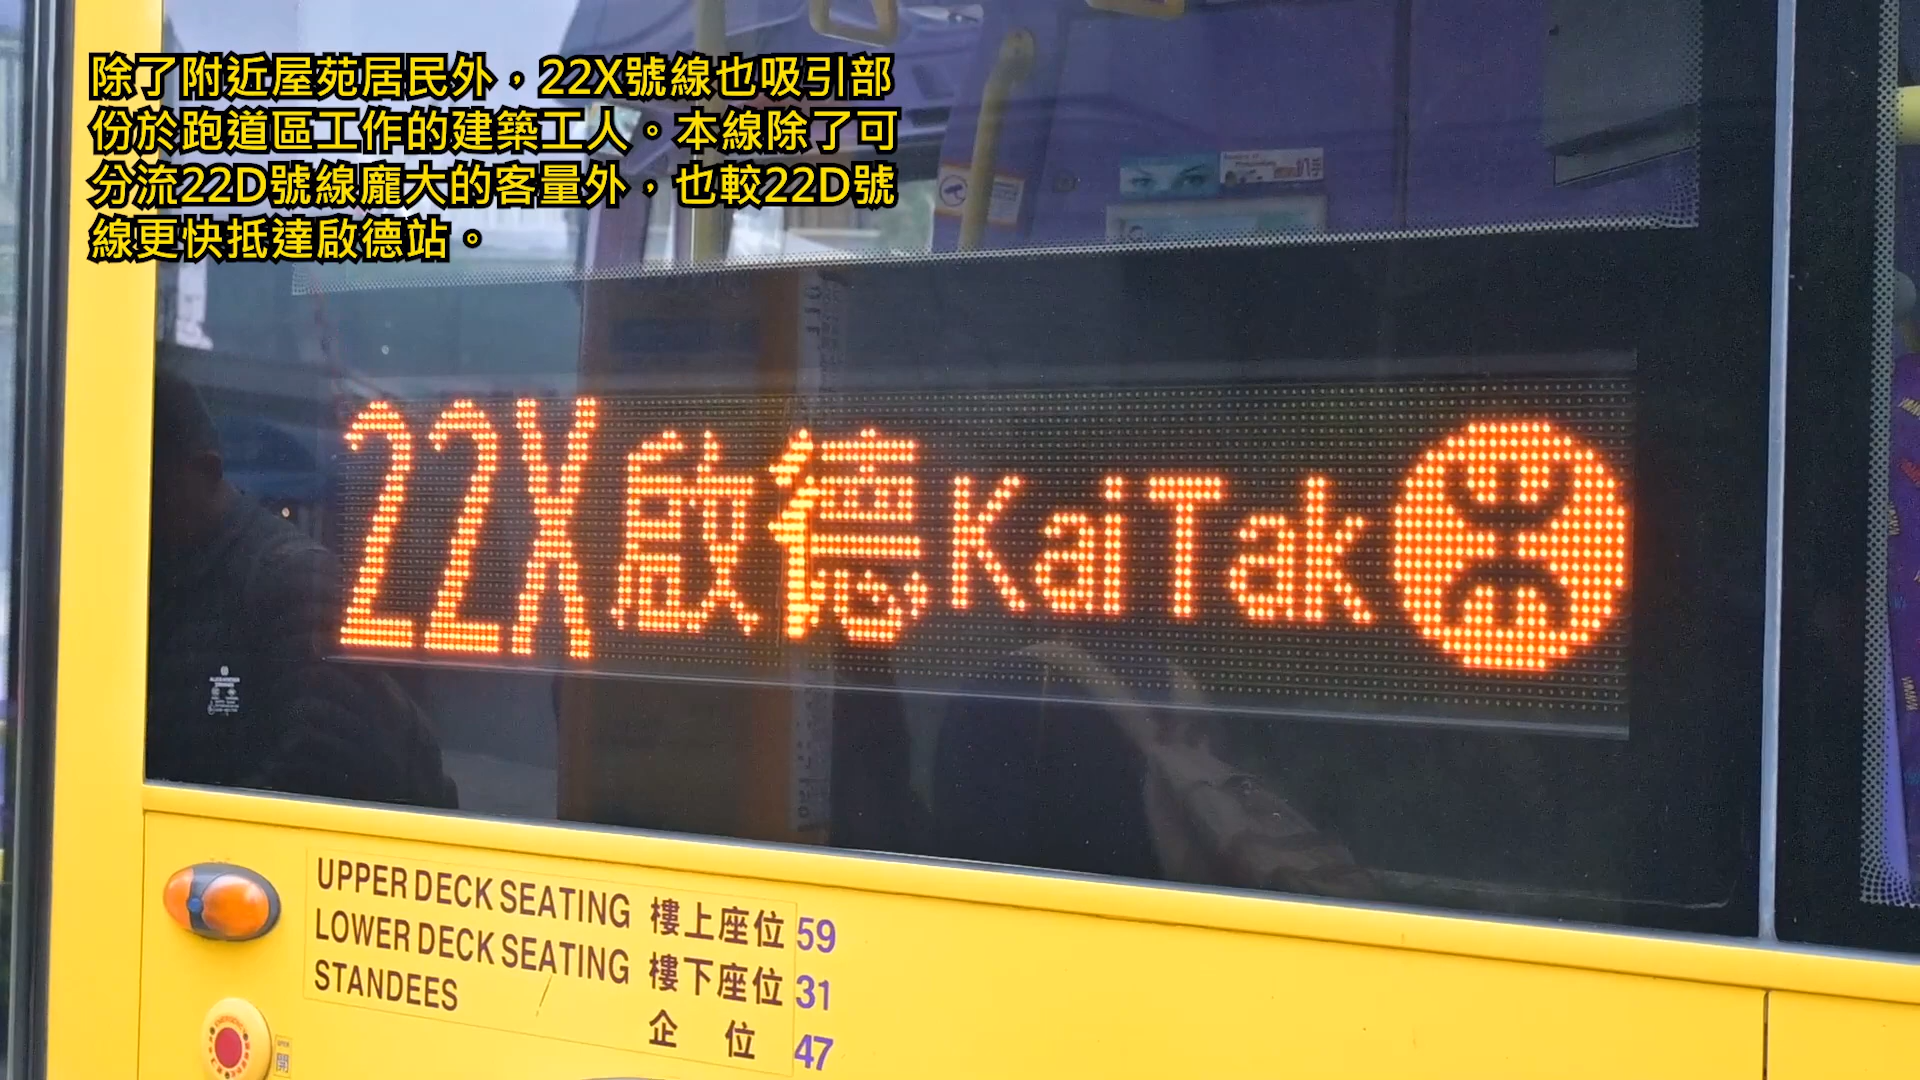 除了附近屋苑居民外，22X號線也吸引部
份於跑道區工作的建築工人。本線除了可
分流22D號線龐大的客量外，也較22D號
線更快抵達啟德站。
22X 啟德 Kai Tak
UPPER DECK SEATING 樓上座位 59
LOWER DECK SEATING 樓下座位 31
STANDEES 企位 47
EMERGENCY
開